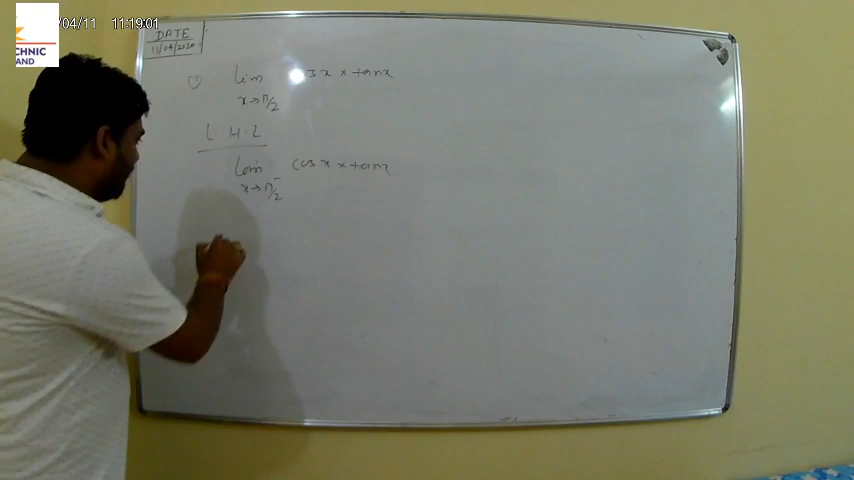 /04/11 11:19:01
CHNIC
AND
DATE
11/04/2020
① lim cos x × tan x
x→π/2
L.H.L
lim cos x × tan x
x→π/2⁻